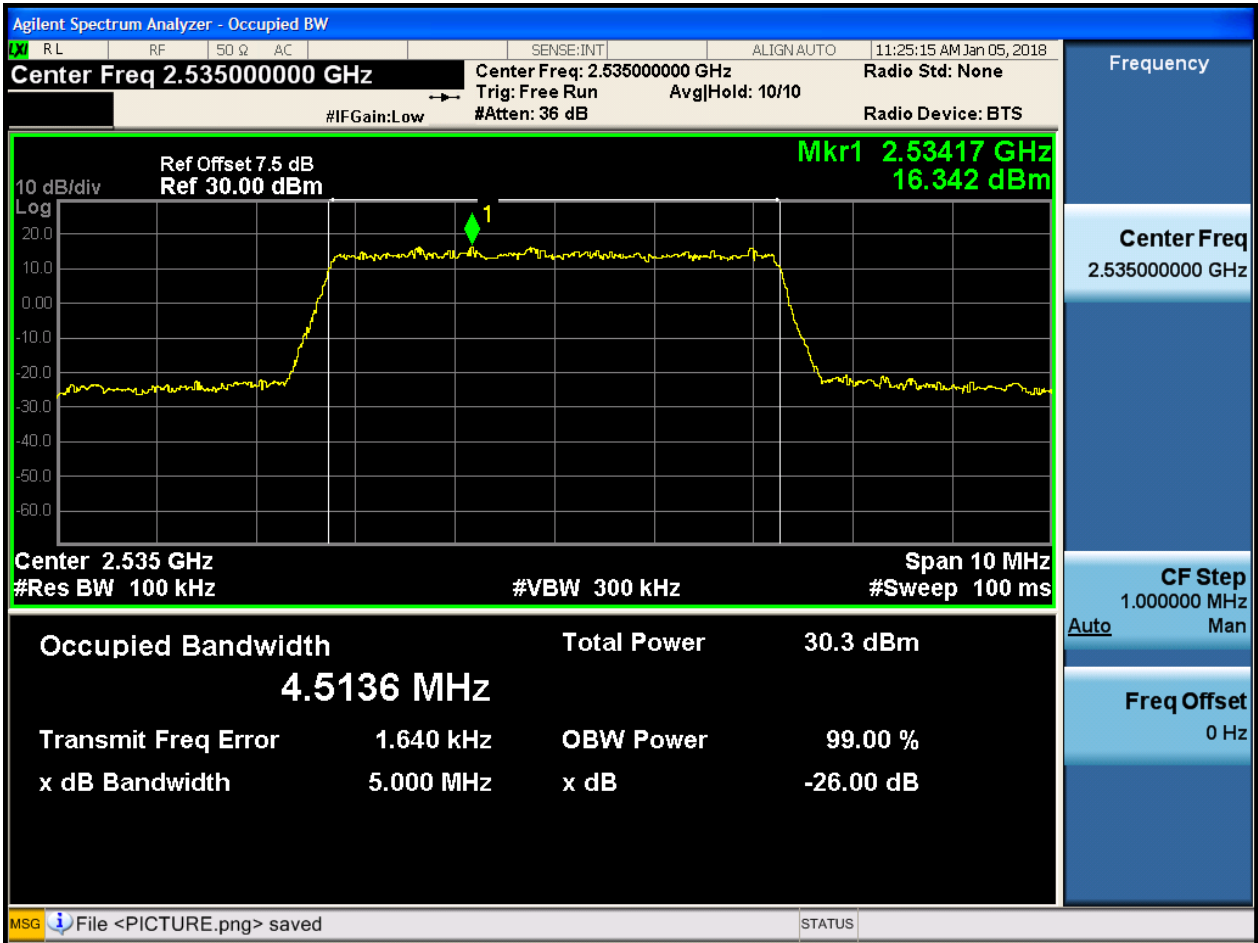 Agilent Spectrum Analyzer - Occupied BW
LXI RL RF 50 Ω AC SENSE:INT ALIGN AUTO 11:25:15 AM Jan 05, 2018
Center Freq 2.535000000 GHz
Center Freq: 2.535000000 GHz Radio Std: None
Trig: Free Run Avg|Hold: 10/10
#IFGain:Low #Atten: 36 dB Radio Device: BTS
Frequency
Mkr1 2.53417 GHz
16.342 dBm
Ref Offset 7.5 dB
10 dB/div Ref 30.00 dBm
Log
1
20.0
10.0
0.00
-10.0
-20.0
-30.0
-40.0
-50.0
-60.0
Center 2.535 GHz Span 10 MHz
#Res BW 100 kHz #VBW 300 kHz #Sweep 100 ms
Center Freq
2.535000000 GHz
CF Step
1.000000 MHz
Auto Man
Freq Offset
0 Hz
Occupied Bandwidth Total Power 30.3 dBm
4.5136 MHz
Transmit Freq Error 1.640 kHz OBW Power 99.00 %
x dB Bandwidth 5.000 MHz x dB -26.00 dB
MSG File <PICTURE.png> saved STATUS